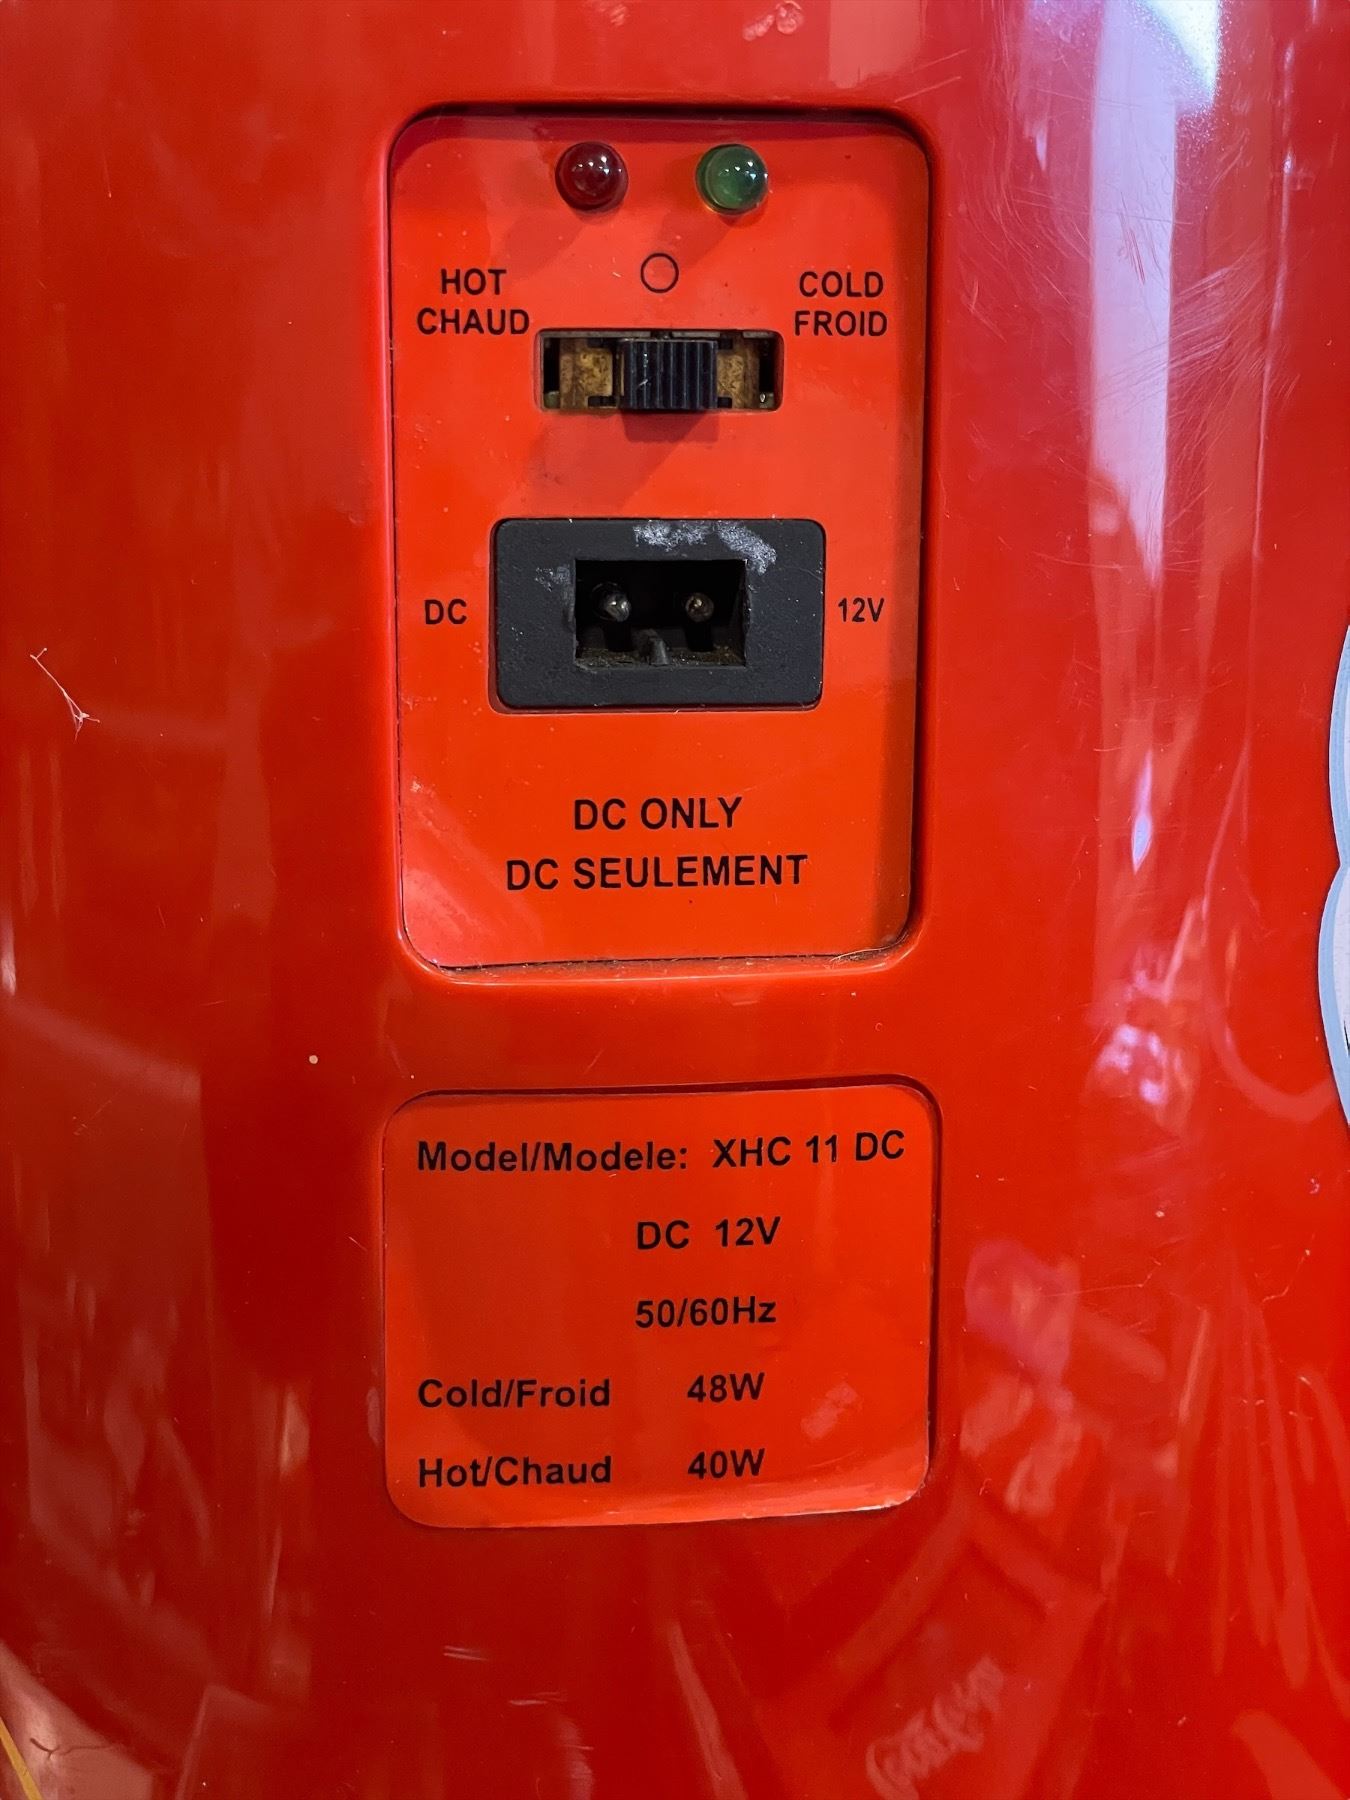 HOT
CHAUD
COLD
FROID
DC
12V
DC ONLY
DC SEULEMENT
Model/Modele: XHC 11 DC
DC 12V
50/60Hz
Cold/Froid 48W
Hot/Chaud 40W